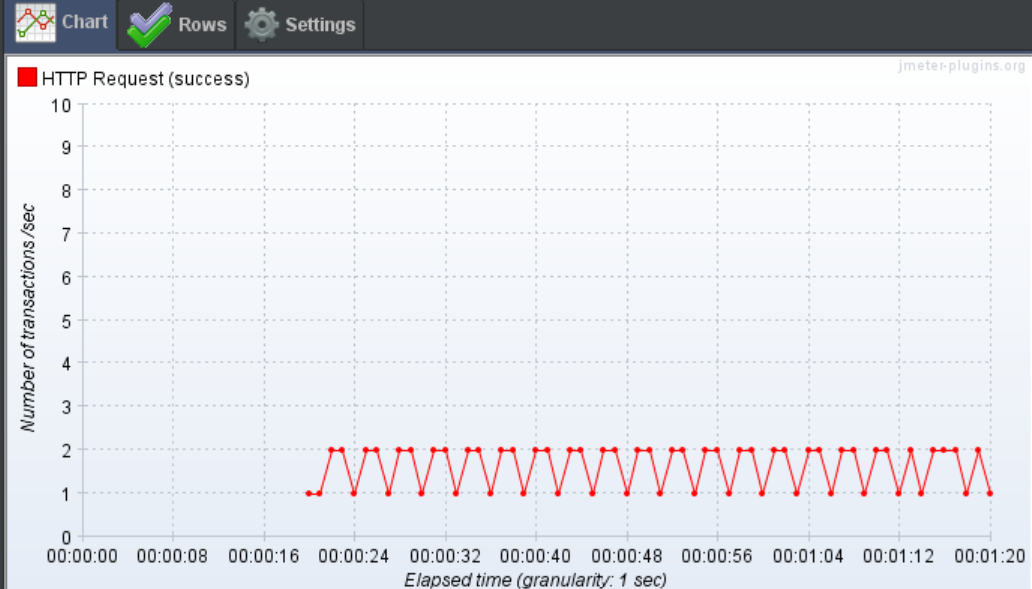 Chart Rows Settings
jmeter-plugins.org
HTTP Request (success)
10
9
8
7
6
5
4
3
2
1
0
Number of transactions /sec
00:00:00 00:00:08 00:00:16 00:00:24 00:00:32 00:00:40 00:00:48 00:00:56 00:01:04 00:01:12 00:01:20
Elapsed time (granularity: 1 sec)